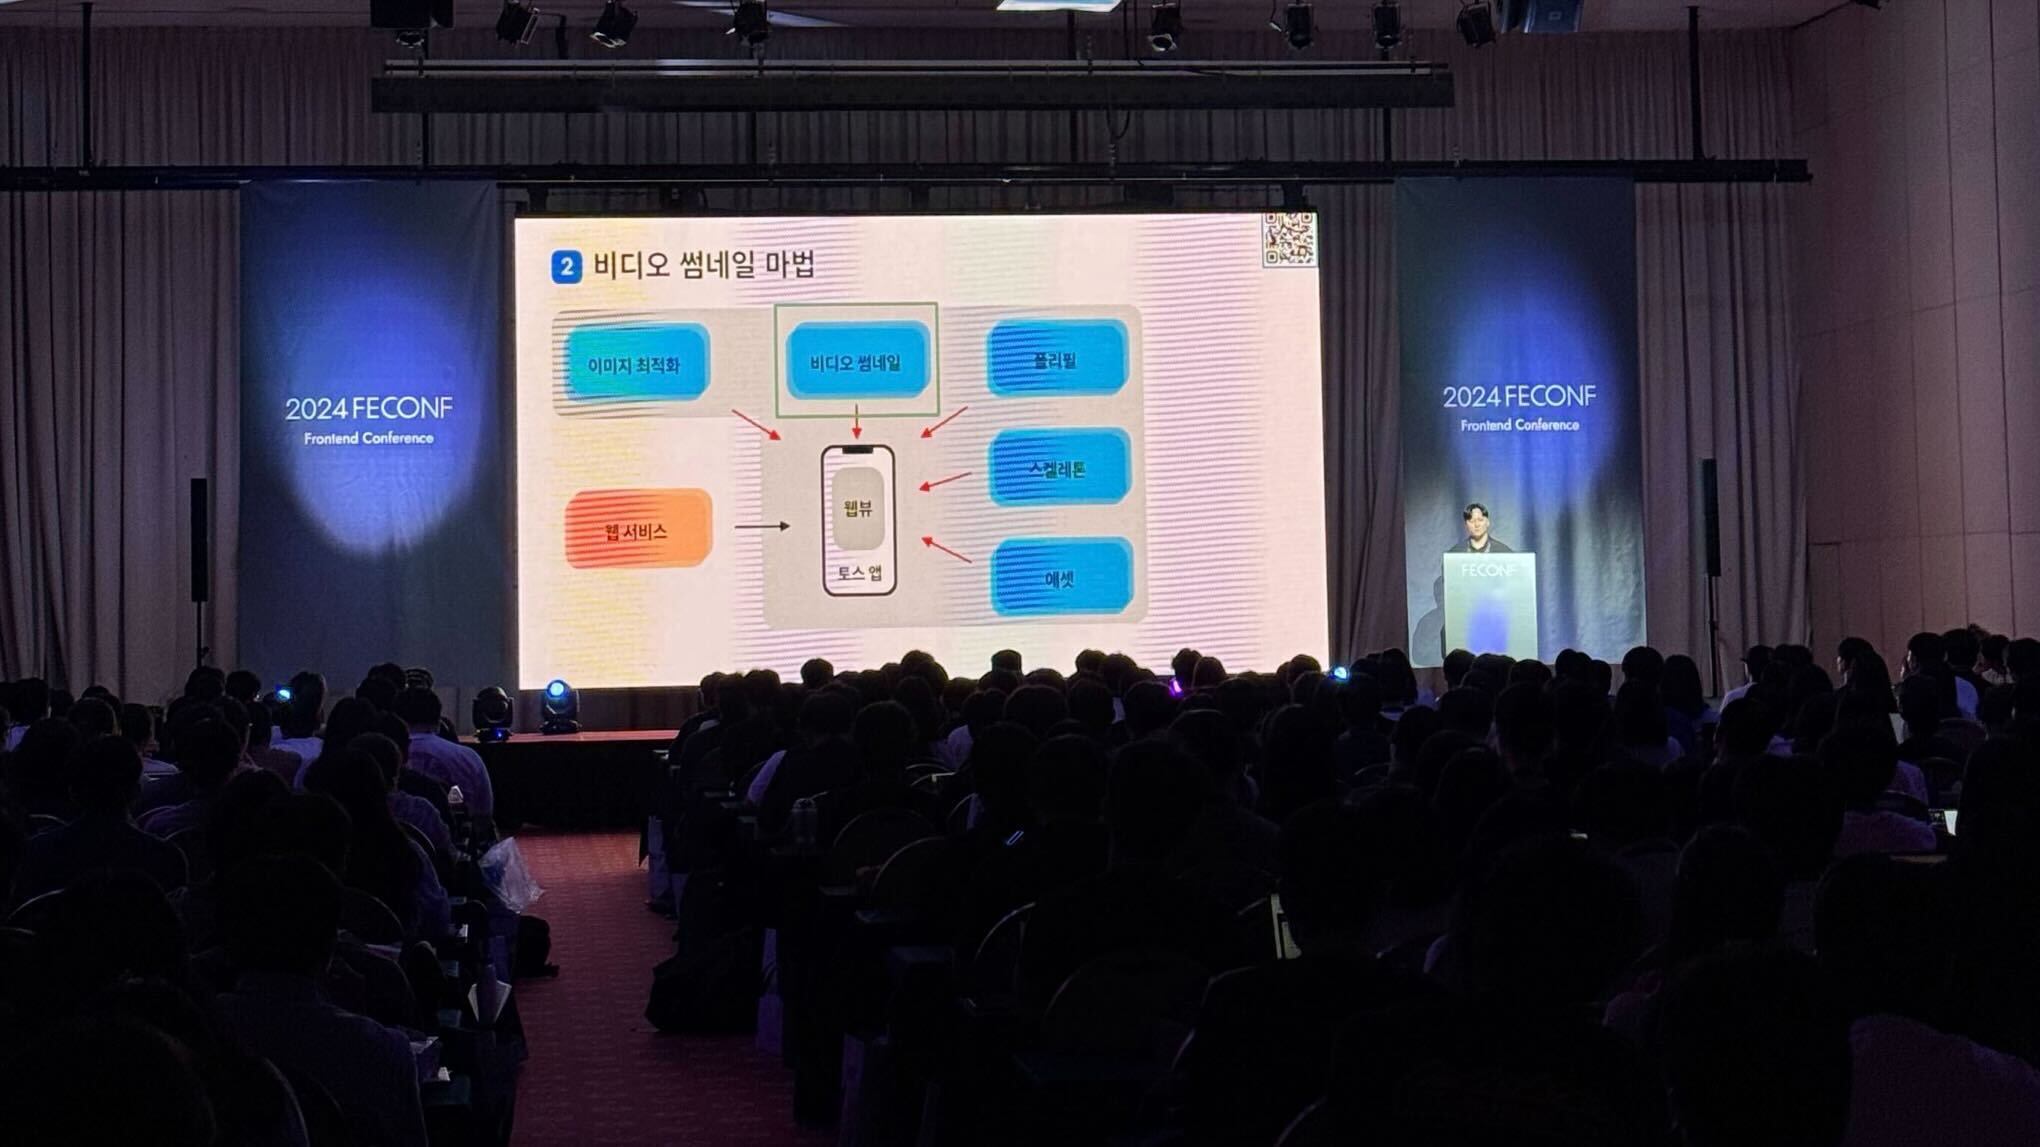 2 비디오 썸네일 마법
이미지 최적화
비디오 썸네일
폴리필
스켈레톤
웹뷰
웹 서비스
토스 앱
애셋
2024 FECONF
Frontend Conference
2024 FECONF
Frontend Conference
FECONF